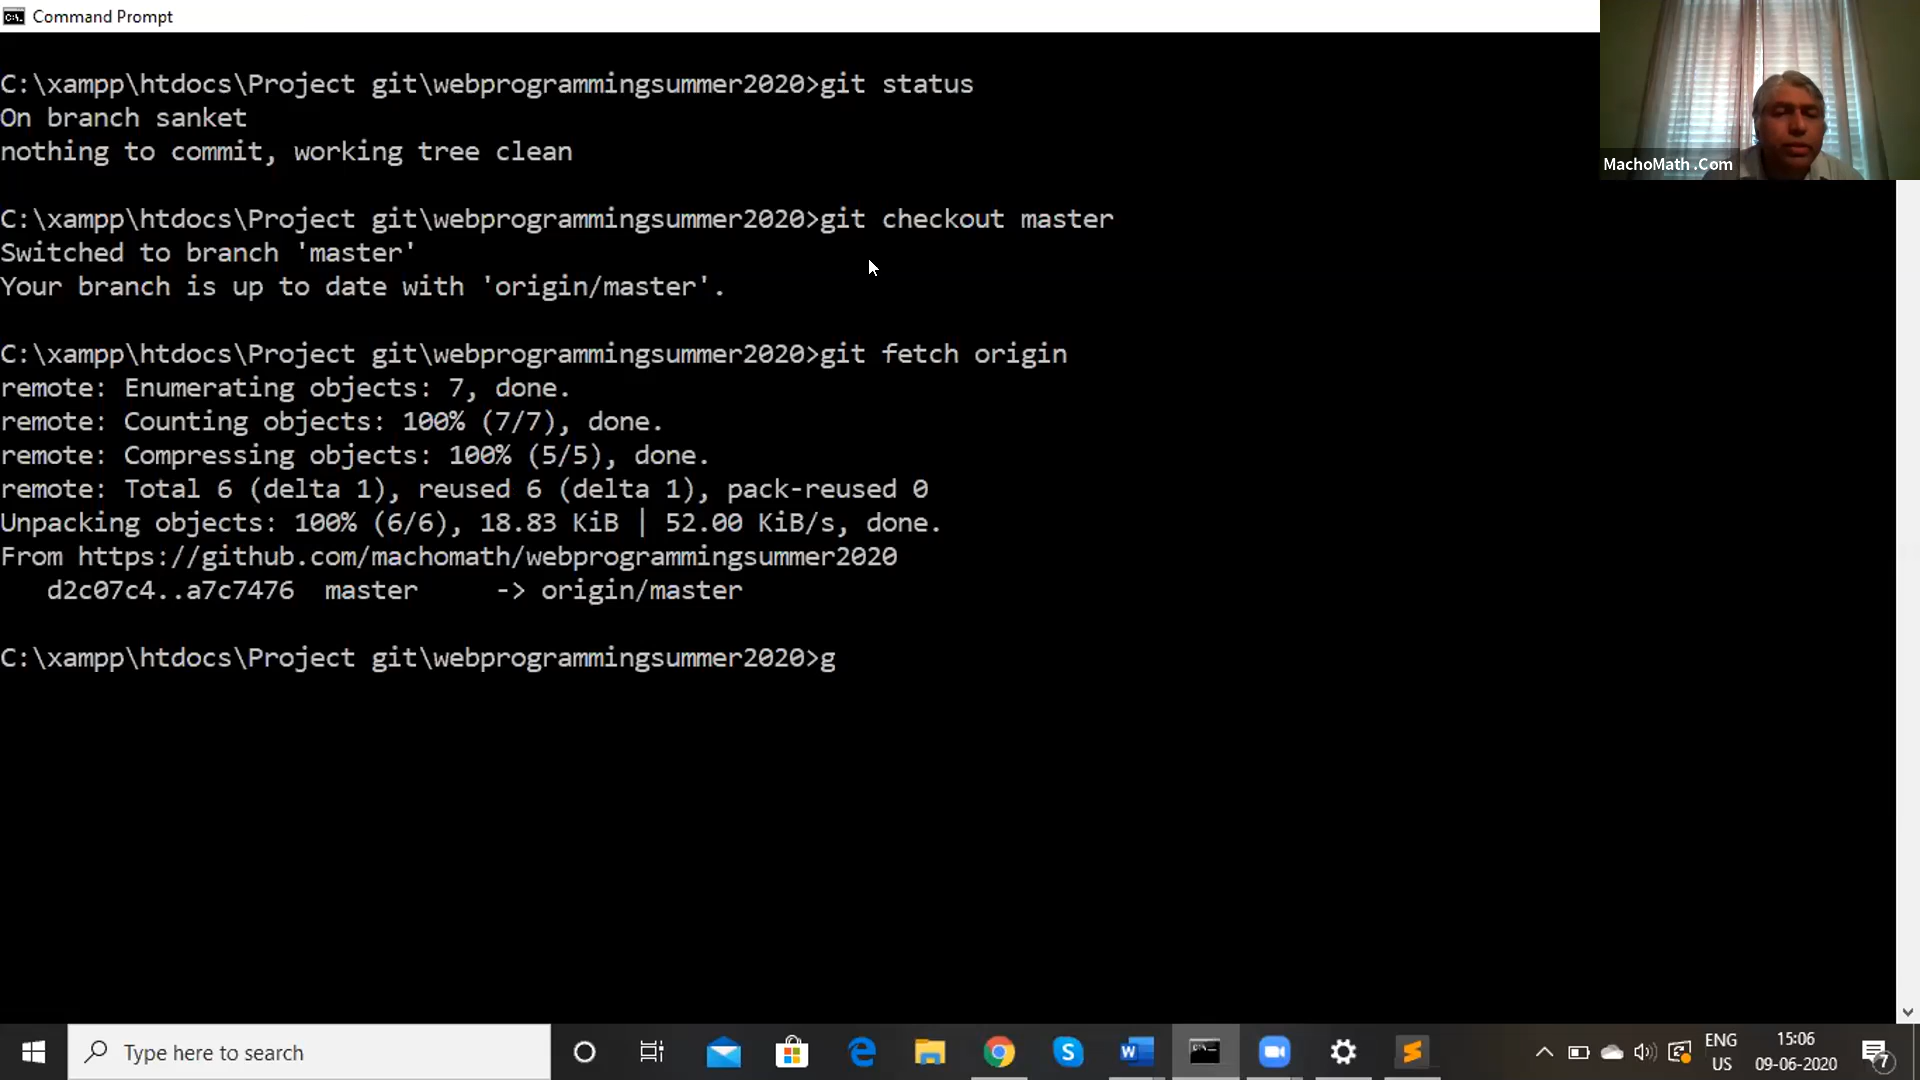 Command Prompt
C:\xampp\htdocs\Project git\webprogrammingsummer2020>git status
On branch sanket
nothing to commit, working tree clean
MachoMath .Com
C:\xampp\htdocs\Project git\webprogrammingsummer2020>git checkout master
Switched to branch 'master'
Your branch is up to date with 'origin/master'.
C:\xampp\htdocs\Project git\webprogrammingsummer2020>git fetch origin
remote: Enumerating objects: 7, done.
remote: Counting objects: 100% (7/7), done.
remote: Compressing objects: 100% (5/5), done.
remote: Total 6 (delta 1), reused 6 (delta 1), pack-reused 0
Unpacking objects: 100% (6/6), 18.83 KiB | 52.00 KiB/s, done.
From https://github.com/machomath/webprogrammingsummer2020
   d2c07c4..a7c7476  master     -> origin/master
C:\xampp\htdocs\Project git\webprogrammingsummer2020>g
Type here to search
ENG
US
15:06
09-06-2020
7